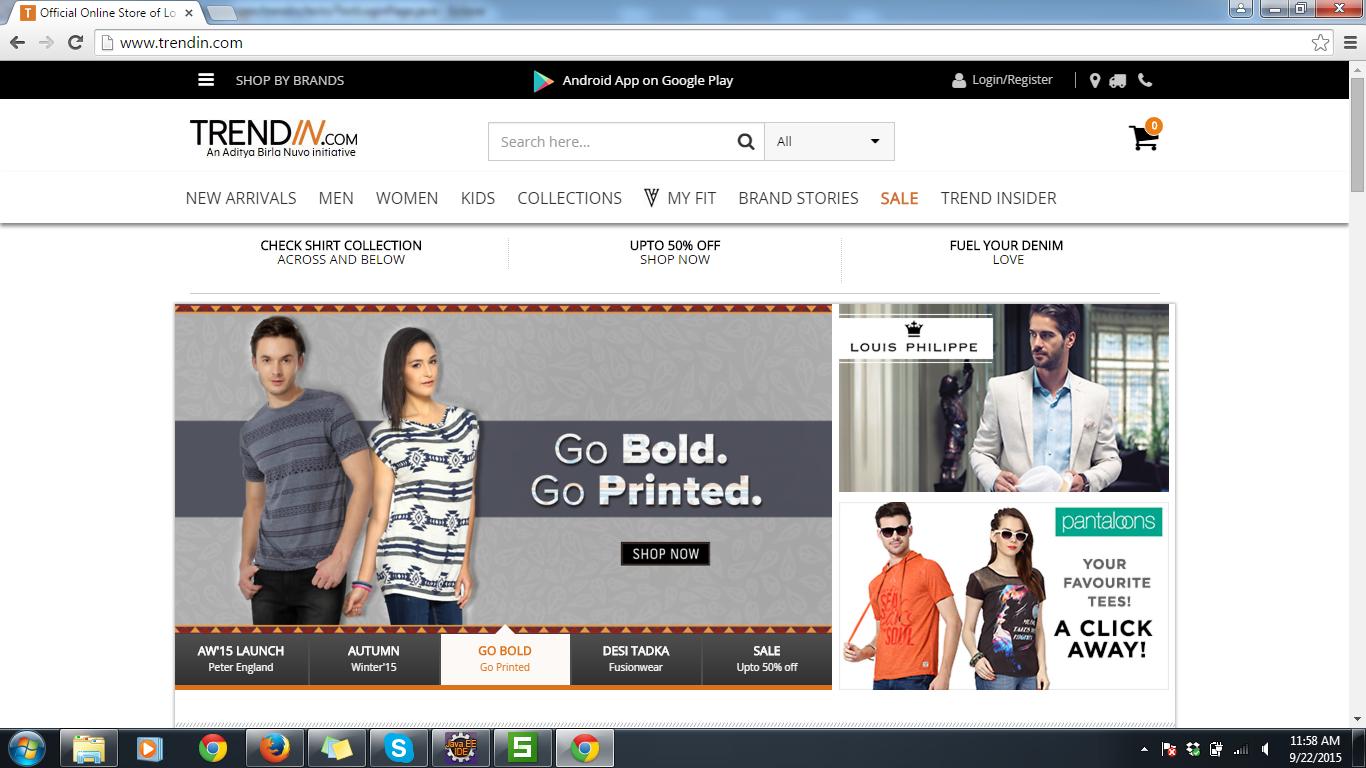 Official Online Store of Lo
www.trendin.com
SHOP BY BRANDS
Android App on Google Play
Login/Register
TRENDIN.COM
An Aditya Birla Nuvo initiative
Search here...
All
0
NEW ARRIVALS
MEN
WOMEN
KIDS
COLLECTIONS
MY FIT
BRAND STORIES
SALE
TREND INSIDER
CHECK SHIRT COLLECTION
ACROSS AND BELOW
UPTO 50% OFF
SHOP NOW
FUEL YOUR DENIM
LOVE
Go Bold.
Go Printed.
SHOP NOW
LOUIS PHILIPPE
pantaloons
YOUR
FAVOURITE
TEES!
A CLICK
AWAY!
AW'15 LAUNCH
Peter England
AUTUMN
Winter'15
GO BOLD
Go Printed
DESI TADKA
Fusionwear
SALE
Upto 50% off
Java EE
IDE
11:58 AM
9/22/2015